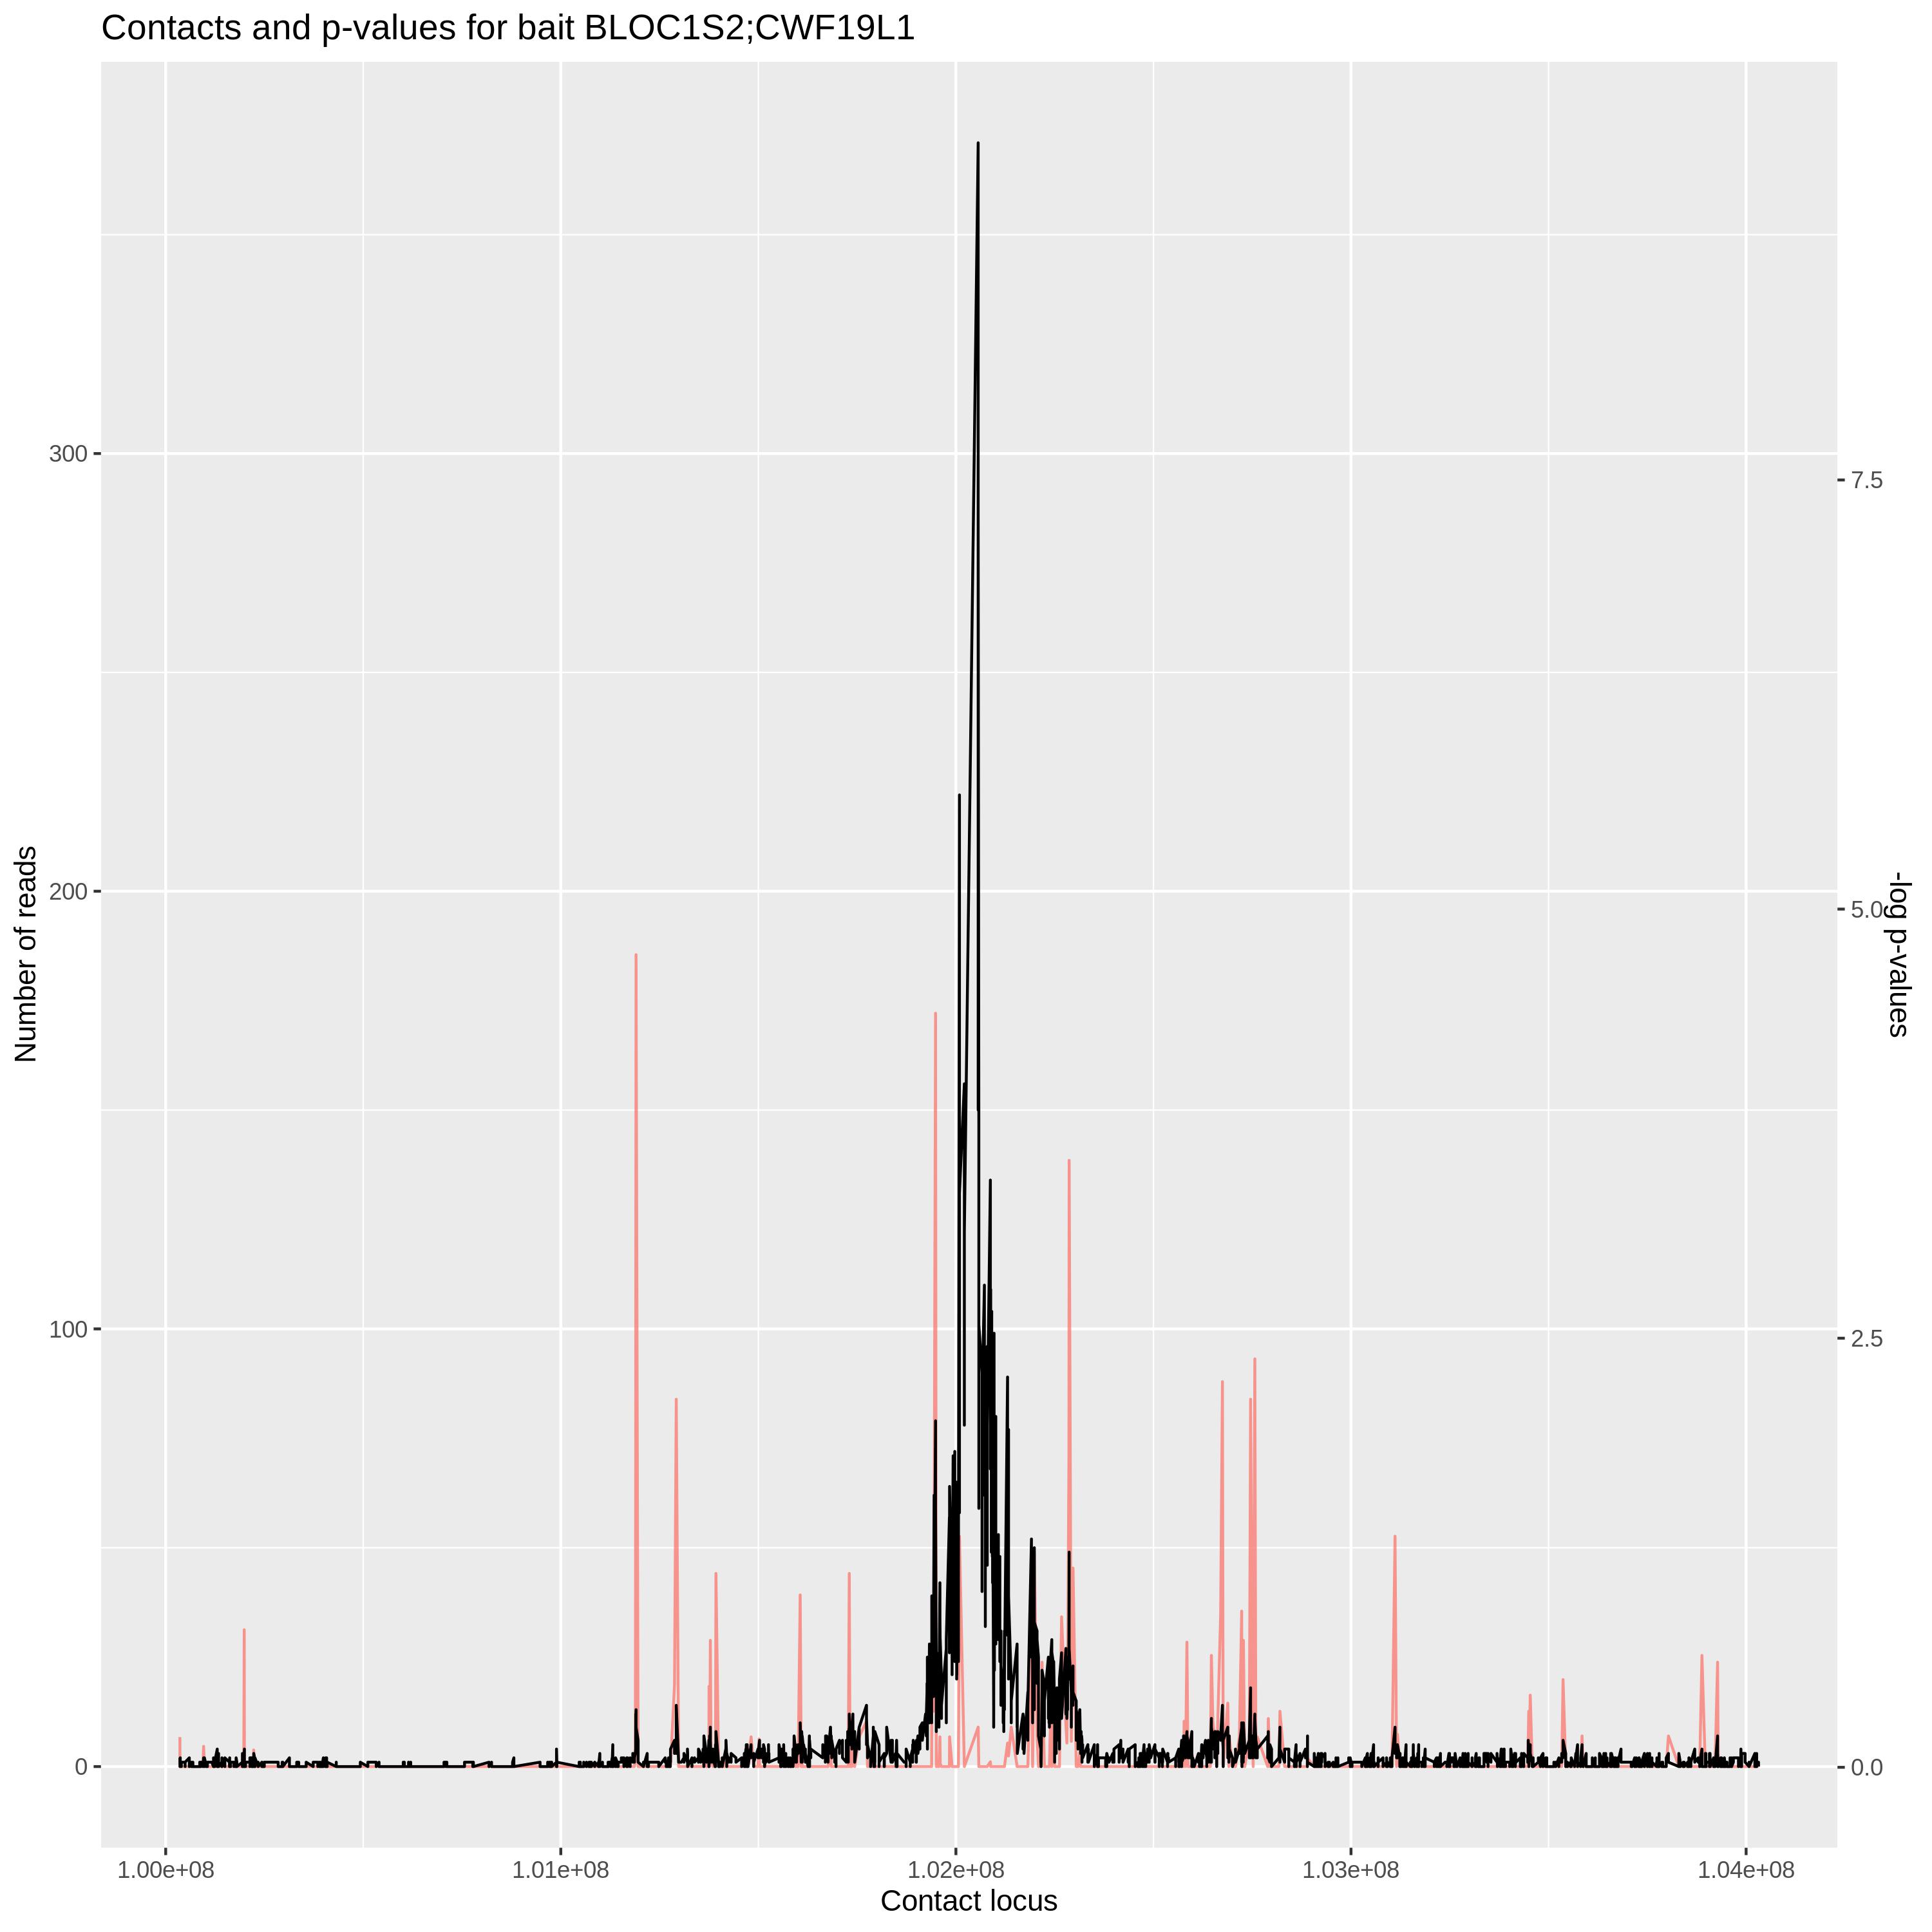 Contacts and p-values for bait BLOC1S2;CWF19L1
300
200
100
0
Number of reads
7.5
5.0
2.5
0.0
-log p-values
1.00e+08
1.01e+08
1.02e+08
1.03e+08
1.04e+08
Contact locus